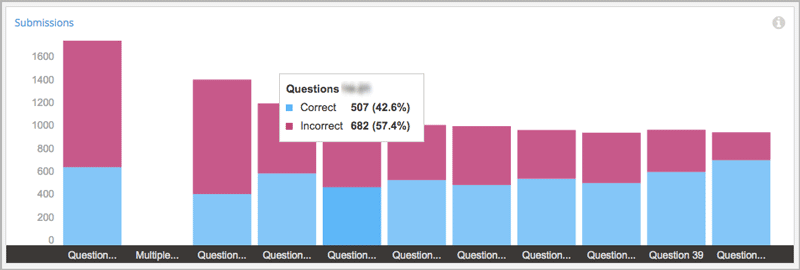 Submissions
1600
1400
1200
1000
800
600
400
200
0
Questions
Correct 507 (42.6%)
Incorrect 682 (57.4%)
Question... Multiple... Question... Question... Question... Question... Question... Question... Question... Question 39 Question...